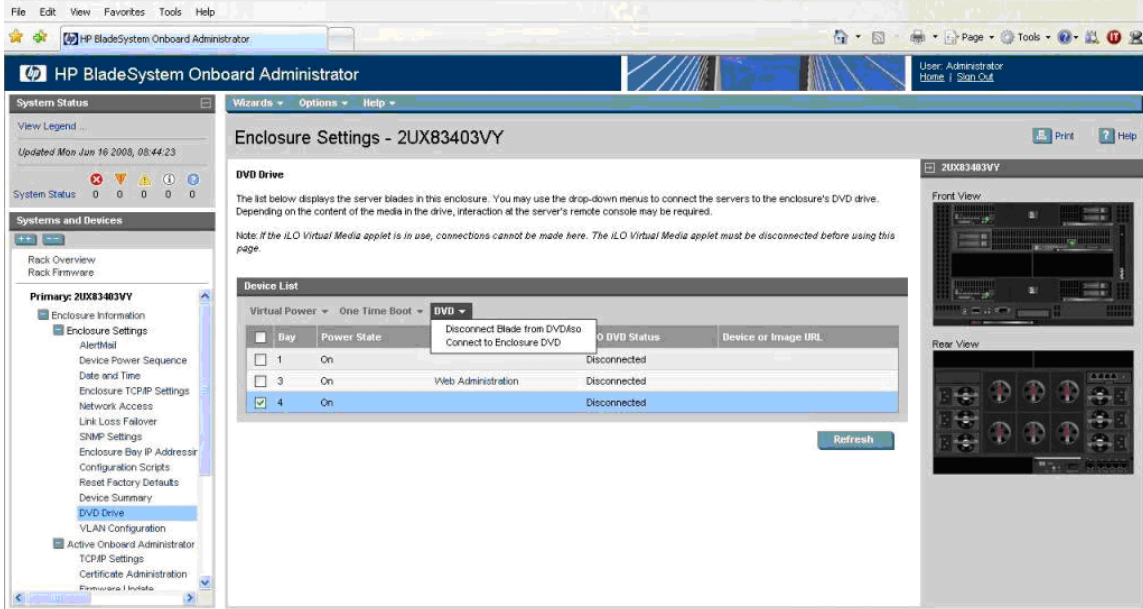 File Edit View Favorites Tools Help
HP BladeSystem Onboard Administrator
Page Tools
HP BladeSystem Onboard Administrator
User: Administrator
Home | Sign Out
System Status
View Legend ...
Updated Mon Jun 16 2008, 08:44:23
System Status 0 0 0 0 0
Systems and Devices
Rack Overview
Rack Firmware
Primary: 2UX83403VY
Enclosure Information
Enclosure Settings
AlertMail
Device Power Sequence
Date and Time
Enclosure TCP/IP Settings
Network Access
Link Loss Failover
SNMP Settings
Enclosure Bay IP Addressin
Configuration Scripts
Reset Factory Defaults
Device Summary
DVD Drive
VLAN Configuration
Active Onboard Administrator
TCP/IP Settings
Certificate Administration
Firmware Update
Wizards Options Help
Enclosure Settings - 2UX83403VY
Print Help
DVD Drive
The list below displays the server blades in this enclosure. You may use the drop-down menus to connect the servers to the enclosure's DVD drive.
Depending on the content of the media in the drive, interaction at the server's remote console may be required.
Note: If the iLO Virtual Media applet is in use, connections cannot be made here. The iLO Virtual Media applet must be disconnected before using this
page.
Device List
Virtual Power One Time Boot DVD
Disconnect Blade from DVD/iso
Connect to Enclosure DVD
Bay Power State O DVD Status Device or Image URL
1 On Disconnected
3 On Web Administration Disconnected
4 On Disconnected
Refresh
2UX83403VY
Front View
Rear View